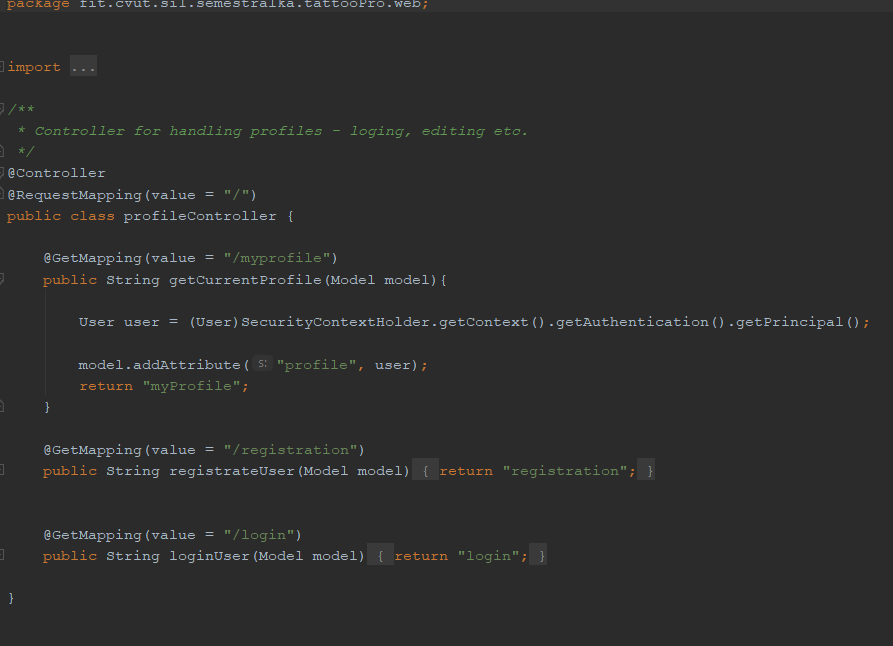 package fit.cvut.si1.semestralka.tattooPro.web;
import ...
/**
* Controller for handling profiles - loging, editing etc.
*/
@Controller
@RequestMapping(value = "/")
public class profileController {
@GetMapping(value = "/myprofile")
public String getCurrentProfile(Model model){
User user = (User)SecurityContextHolder.getContext().getAuthentication().getPrincipal();
model.addAttribute( s: "profile", user);
return "myProfile";
}
@GetMapping(value = "/registration")
public String registrateUser(Model model) { return "registration"; }
@GetMapping(value = "/login")
public String loginUser(Model model) { return "login"; }
}